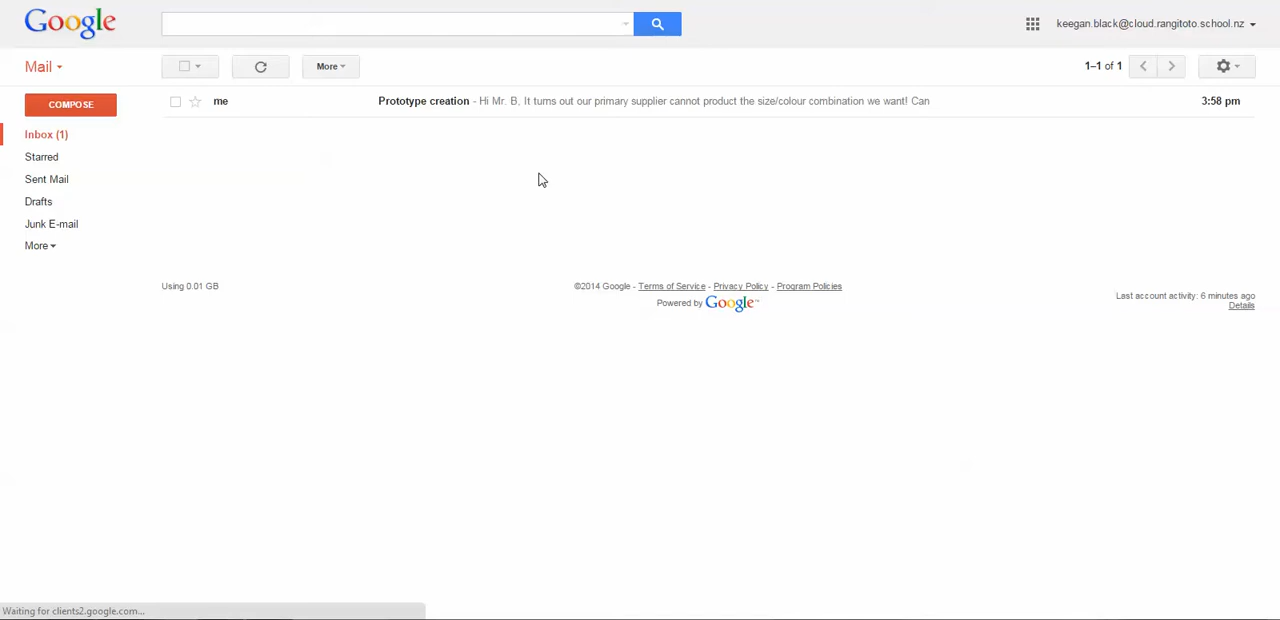 Google
keegan.black@cloud.rangitoto.school.nz
Mail
More
1–1 of 1
COMPOSE
me Prototype creation - Hi Mr. B, It turns out our primary supplier cannot product the size/colour combination we want! Can 3:58 pm
Inbox (1)
Starred
Sent Mail
Drafts
Junk E-mail
More
Using 0.01 GB
©2014 Google - Terms of Service - Privacy Policy - Program Policies
Powered by Google™
Last account activity: 6 minutes ago
Details
Waiting for clients2.google.com...